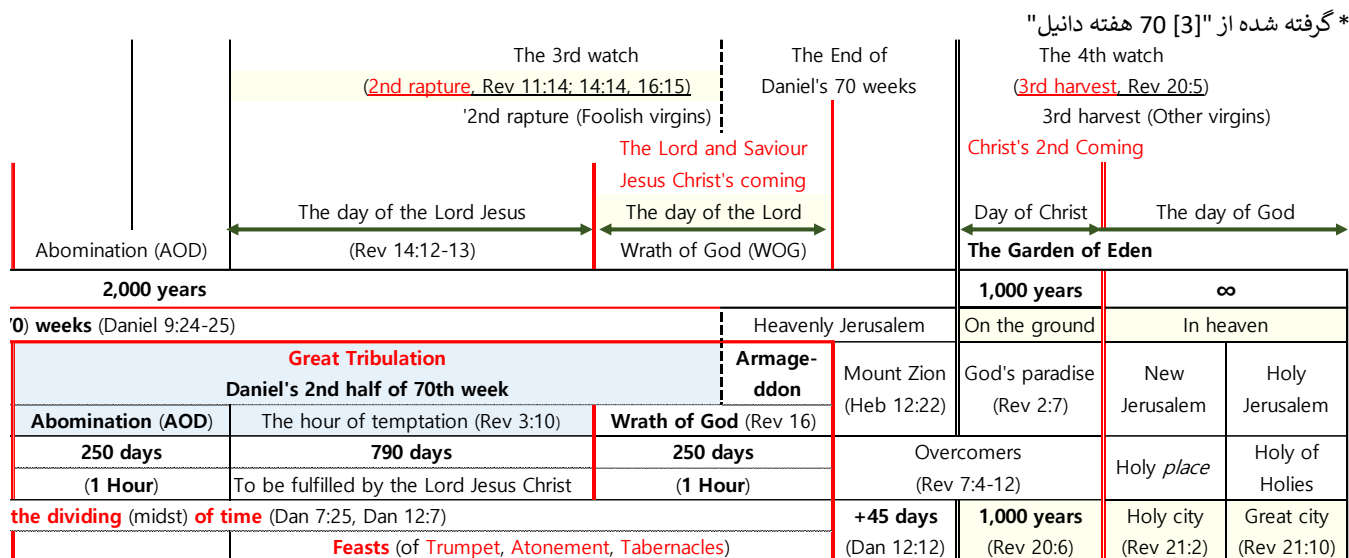 * گرفته شده از "[3] 70 هفته دانیل"
The 3rd watch
The End of
The 4th watch
(2nd rapture, Rev 11:14; 14:14, 16:15)
Daniel's 70 weeks
(3rd harvest, Rev 20:5)
'2nd rapture (Foolish virgins)
3rd harvest (Other virgins)
The Lord and Saviour
Christ's 2nd Coming
Jesus Christ's coming
The day of the Lord Jesus
The day of the Lord
Day of Christ
The day of God
Abomination (AOD)
(Rev 14:12-13)
Wrath of God (WOG)
The Garden of Eden
2,000 years
1,000 years
∞
0) weeks (Daniel 9:24-25)
Heavenly Jerusalem
On the ground
In heaven
Great Tribulation
Daniel's 2nd half of 70th week
Armage-
ddon
Mount Zion
(Heb 12:22)
God's paradise
(Rev 2:7)
New
Jerusalem
Holy
Jerusalem
Abomination (AOD)
The hour of temptation (Rev 3:10)
Wrath of God (Rev 16)
250 days
790 days
250 days
Overcomers
(Rev 7:4-12)
Holy place
Holy of
Holies
(1 Hour)
To be fulfilled by the Lord Jesus Christ
(1 Hour)
the dividing (midst) of time (Dan 7:25, Dan 12:7)
+45 days
1,000 years
Holy city
Great city
Feasts (of Trumpet, Atonement, Tabernacles)
(Dan 12:12)
(Rev 20:6)
(Rev 21:2)
(Rev 21:10)